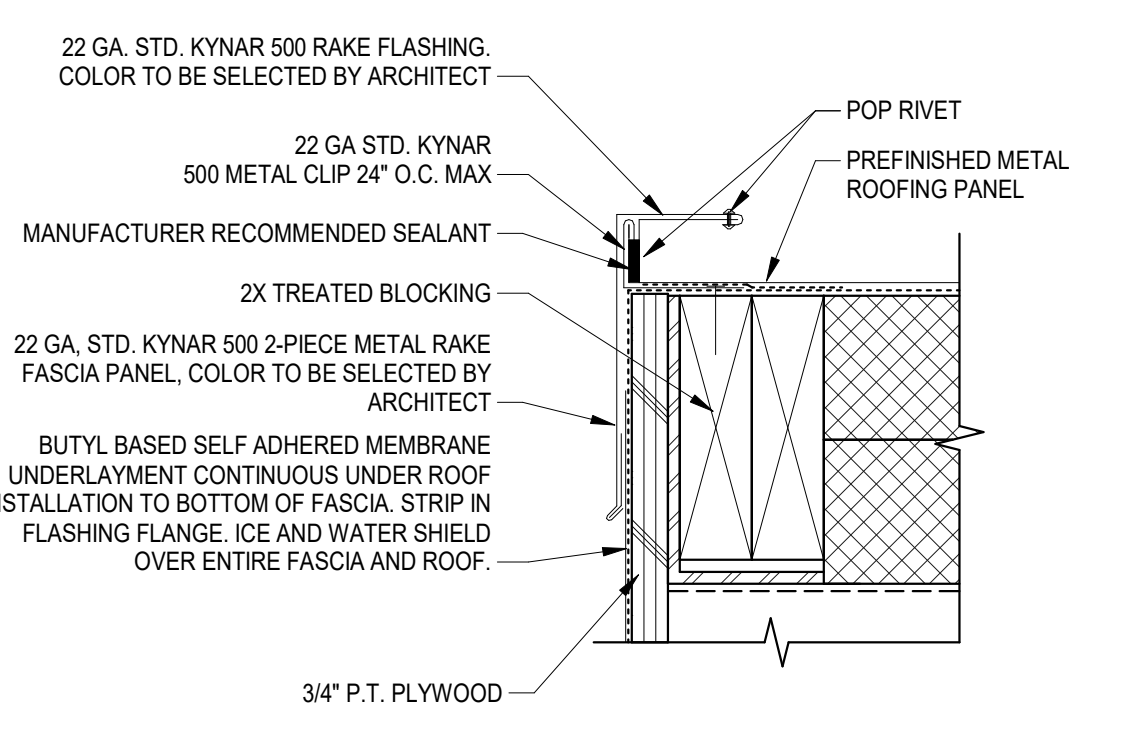 22 GA. STD. KYNAR 500 RAKE FLASHING.
COLOR TO BE SELECTED BY ARCHITECT
POP RIVET
22 GA STD. KYNAR
500 METAL CLIP 24" O.C. MAX
PREFINISHED METAL
ROOFING PANEL
MANUFACTURER RECOMMENDED SEALANT
2X TREATED BLOCKING
22 GA, STD. KYNAR 500 2-PIECE METAL RAKE
FASCIA PANEL, COLOR TO BE SELECTED BY
ARCHITECT
BUTYL BASED SELF ADHERED MEMBRANE
UNDERLAYMENT CONTINUOUS UNDER ROOF
NSTALLATION TO BOTTOM OF FASCIA. STRIP IN
FLASHING FLANGE. ICE AND WATER SHIELD
OVER ENTIRE FASCIA AND ROOF.
3/4" P.T. PLYWOOD